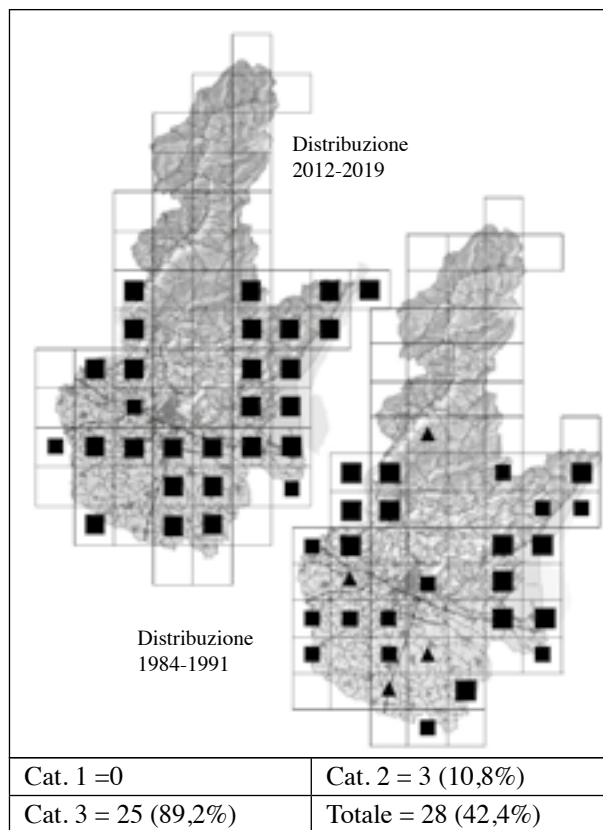 Distribuzione
2012-2019
Distribuzione
1984-1991
Cat. 1 =0
Cat. 2 = 3 (10,8%)
Cat. 3 = 25 (89,2%)
Totale = 28 (42,4%)